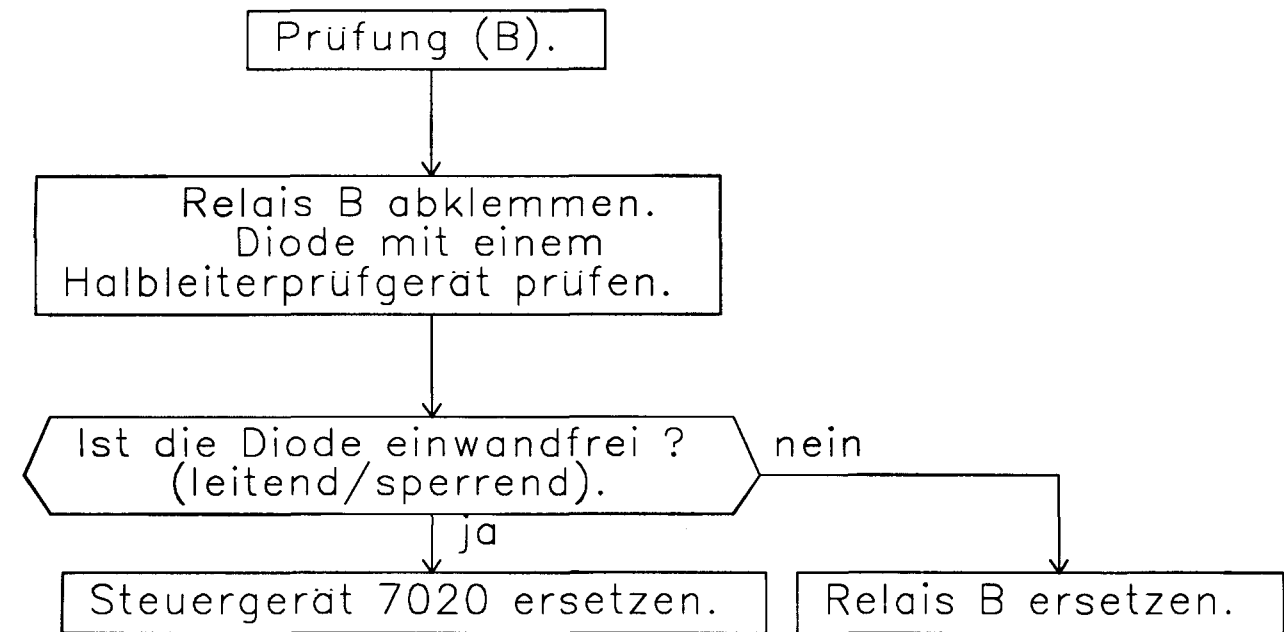 Prüfung (B).
Relais B abklemmen.
Diode mit einem
Halbleiterprüfgerät prüfen.
Ist die Diode einwandfrei ?
(leitend/sperrend).
nein
ja
Steuergerät 7020 ersetzen.
Relais B ersetzen.